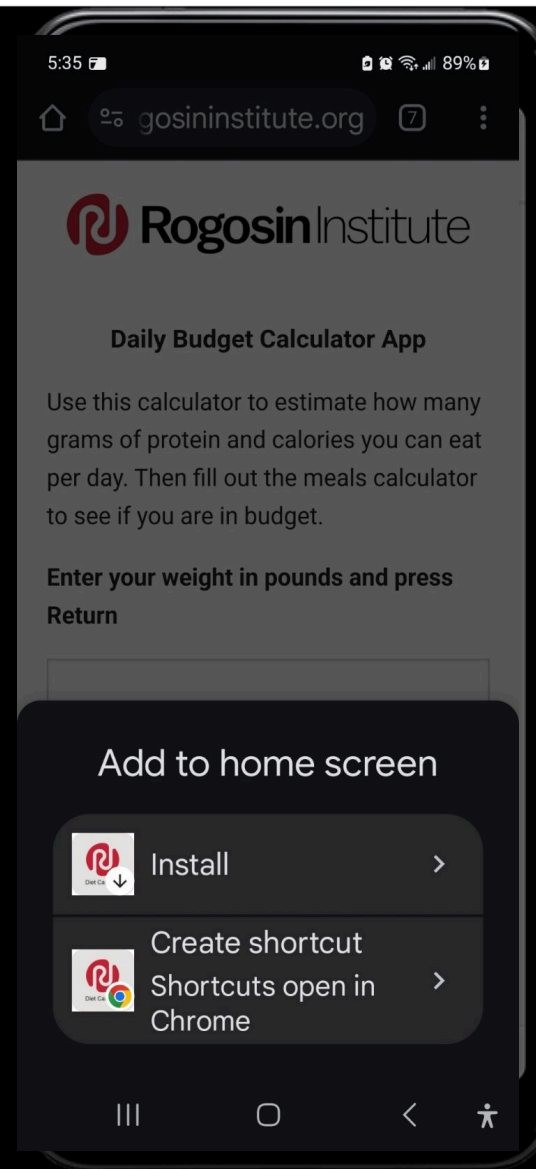 5:35
89%
gosininstitute.org
7
Rogosin Institute
Daily Budget Calculator App
Use this calculator to estimate how many
grams of protein and calories you can eat
per day. Then fill out the meals calculator
to see if you are in budget.
Enter your weight in pounds and press
Return
Add to home screen
Install
Create shortcut
Shortcuts open in
Chrome